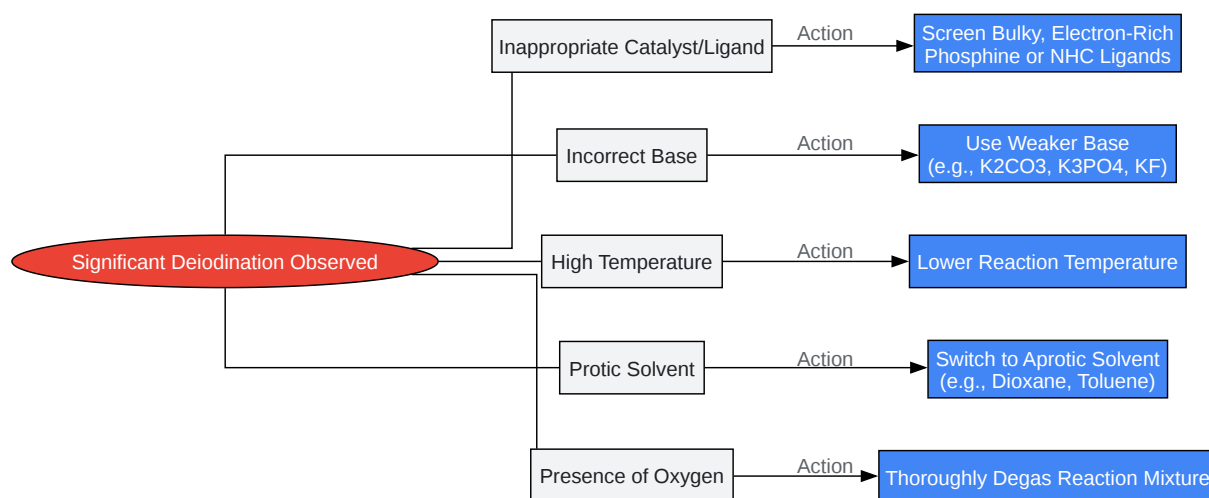 Inappropriate Catalyst/Ligand
Action
Screen Bulky, Electron-Rich
Phosphine or NHC Ligands
Incorrect Base
Action
Use Weaker Base
(e.g., K2CO3, K3PO4, KF)
Significant Deiodination Observed
High Temperature
Action
Lower Reaction Temperature
Protic Solvent
Action
Switch to Aprotic Solvent
(e.g., Dioxane, Toluene)
Presence of Oxygen
Action
Thoroughly Degas Reaction Mixture